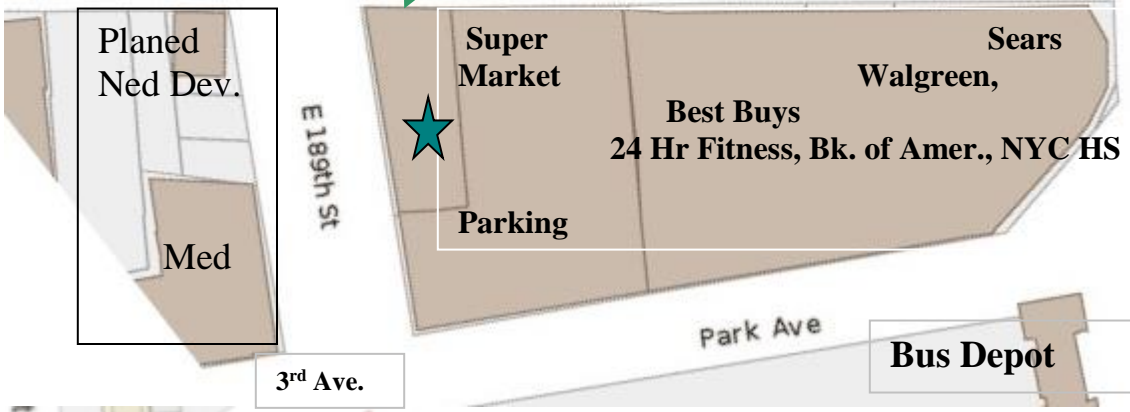 Planed
Ned Dev.
Super
Market
Sears
Walgreen,
Best Buys
24 Hr Fitness, Bk. of Amer., NYC HS
E 189th St
Parking
Med
Park Ave
Bus Depot
3rd Ave.